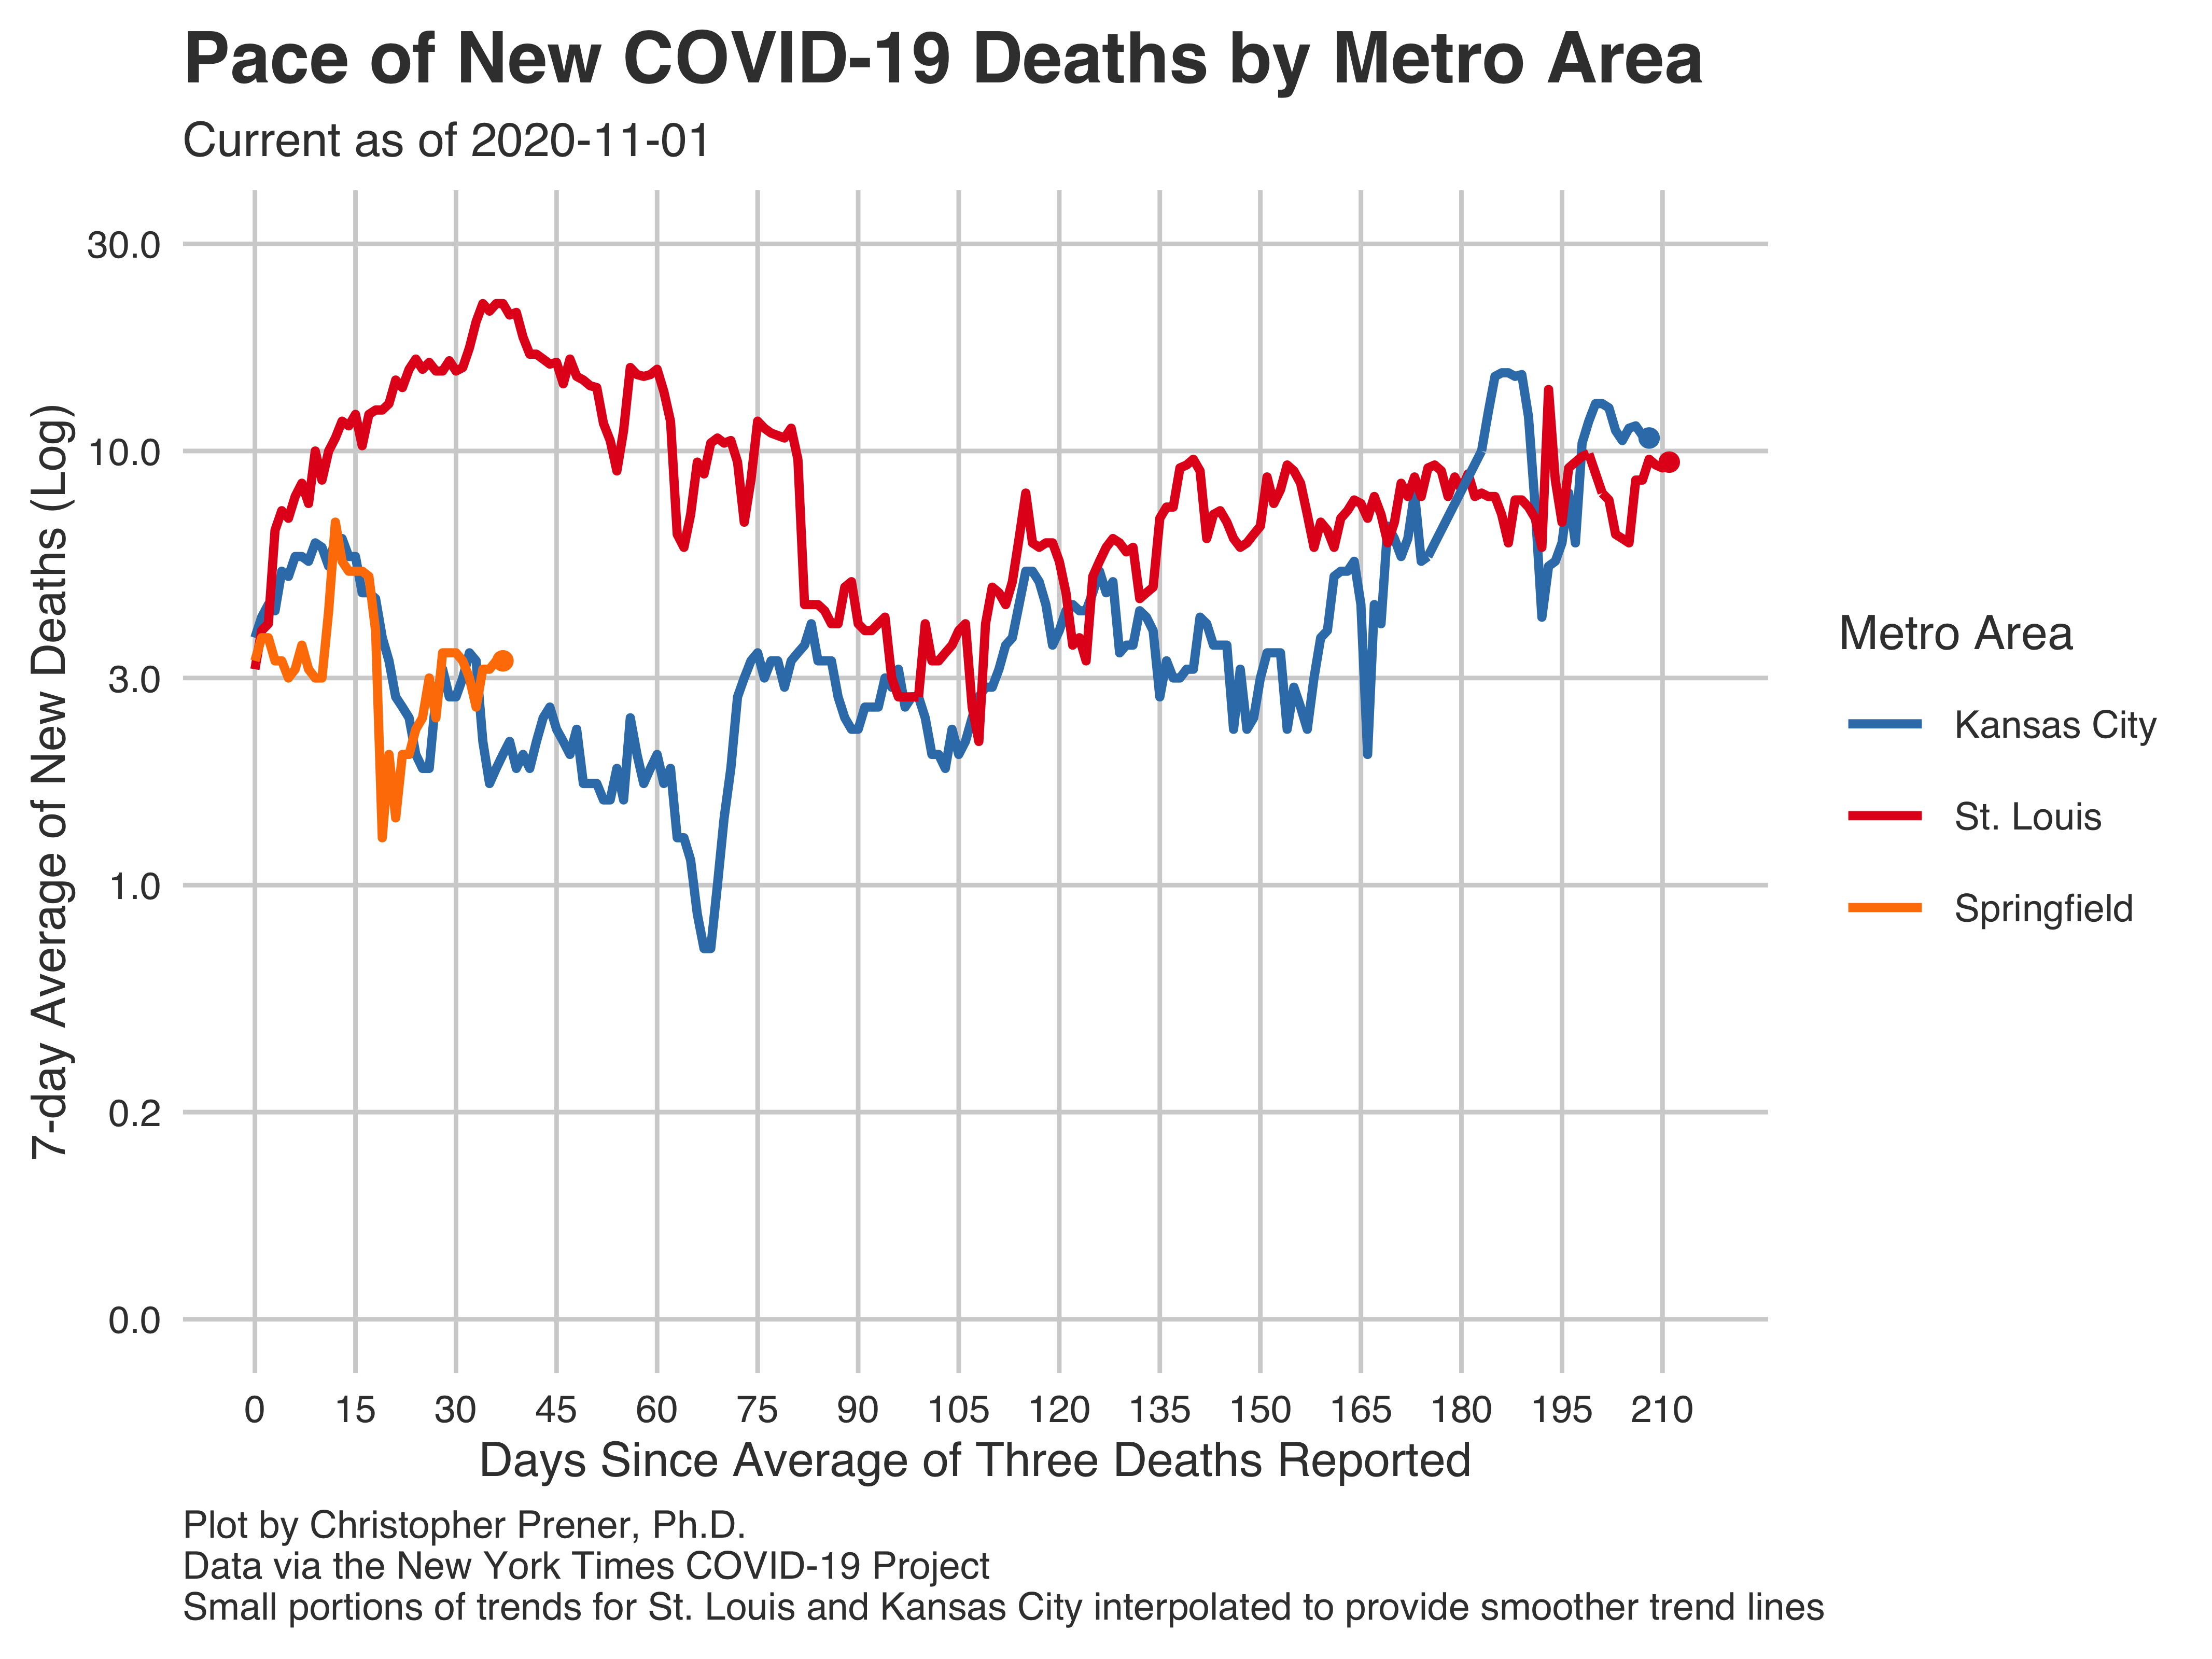 Pace of New COVID-19 Deaths by Metro Area
Current as of 2020-11-01
7-day Average of New Deaths (Log)
30.0
10.0
3.0
1.0
0.2
0.0
0 15 30 45 60 75 90 105 120 135 150 165 180 195 210
Days Since Average of Three Deaths Reported
Metro Area
Kansas City
St. Louis
Springfield
Plot by Christopher Prener, Ph.D.
Data via the New York Times COVID-19 Project
Small portions of trends for St. Louis and Kansas City interpolated to provide smoother trend lines